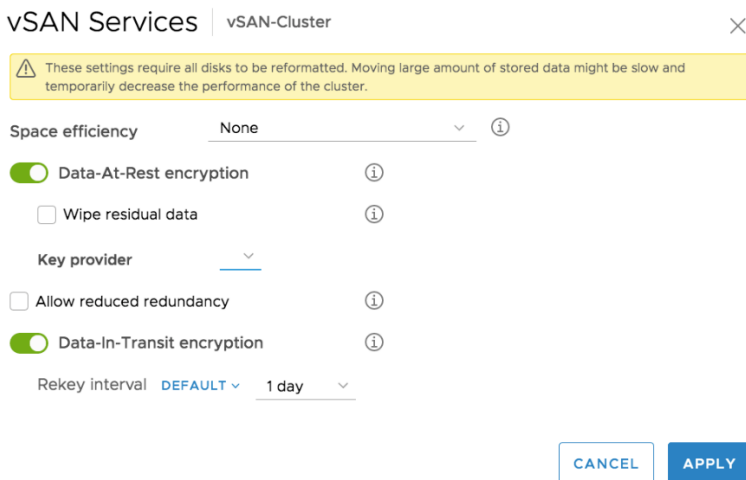 vSAN Services vSAN-Cluster
These settings require all disks to be reformatted. Moving large amount of stored data might be slow and
temporarily decrease the performance of the cluster.
Space efficiency None
Data-At-Rest encryption
Wipe residual data
Key provider
Allow reduced redundancy
Data-In-Transit encryption
Rekey interval DEFAULT 1 day
CANCEL APPLY